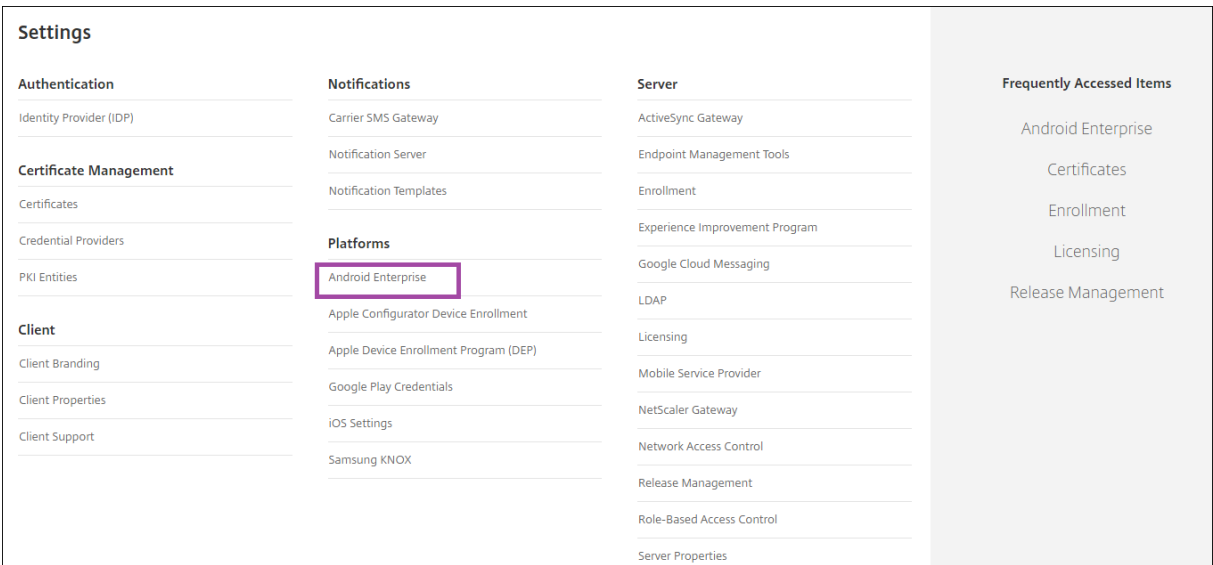 Settings
Authentication
Identity Provider (IDP)
Certificate Management
Certificates
Credential Providers
PKI Entities
Client
Client Branding
Client Properties
Client Support
Notifications
Carrier SMS Gateway
Notification Server
Notification Templates
Platforms
Android Enterprise
Apple Configurator Device Enrollment
Apple Device Enrollment Program (DEP)
Google Play Credentials
iOS Settings
Samsung KNOX
Server
ActiveSync Gateway
Endpoint Management Tools
Enrollment
Experience Improvement Program
Google Cloud Messaging
LDAP
Licensing
Mobile Service Provider
NetScaler Gateway
Network Access Control
Release Management
Role-Based Access Control
Server Properties
Frequently Accessed Items
Android Enterprise
Certificates
Enrollment
Licensing
Release Management